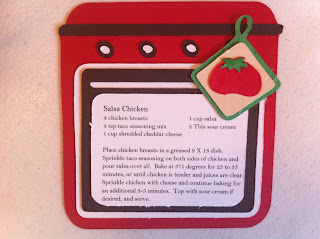 Salsa Chicken
4 chicken breasts 1 cup salsa
4 tsp taco seasoning mix 2 Tbls sour cream
1 cup shredded cheddar cheese
Place chicken breasts in a greased 9 X 13 dish.
Sprinkle taco seasoning on both sides of chicken and
pour salsa over all. Bake at 375 degrees for 25 to 35
minutes, or until chicken is tender and juices are clear.
Sprinkle chicken with cheese and continue baking for
an additional 3-5 minutes. Top with sour cream if
desired, and serve.